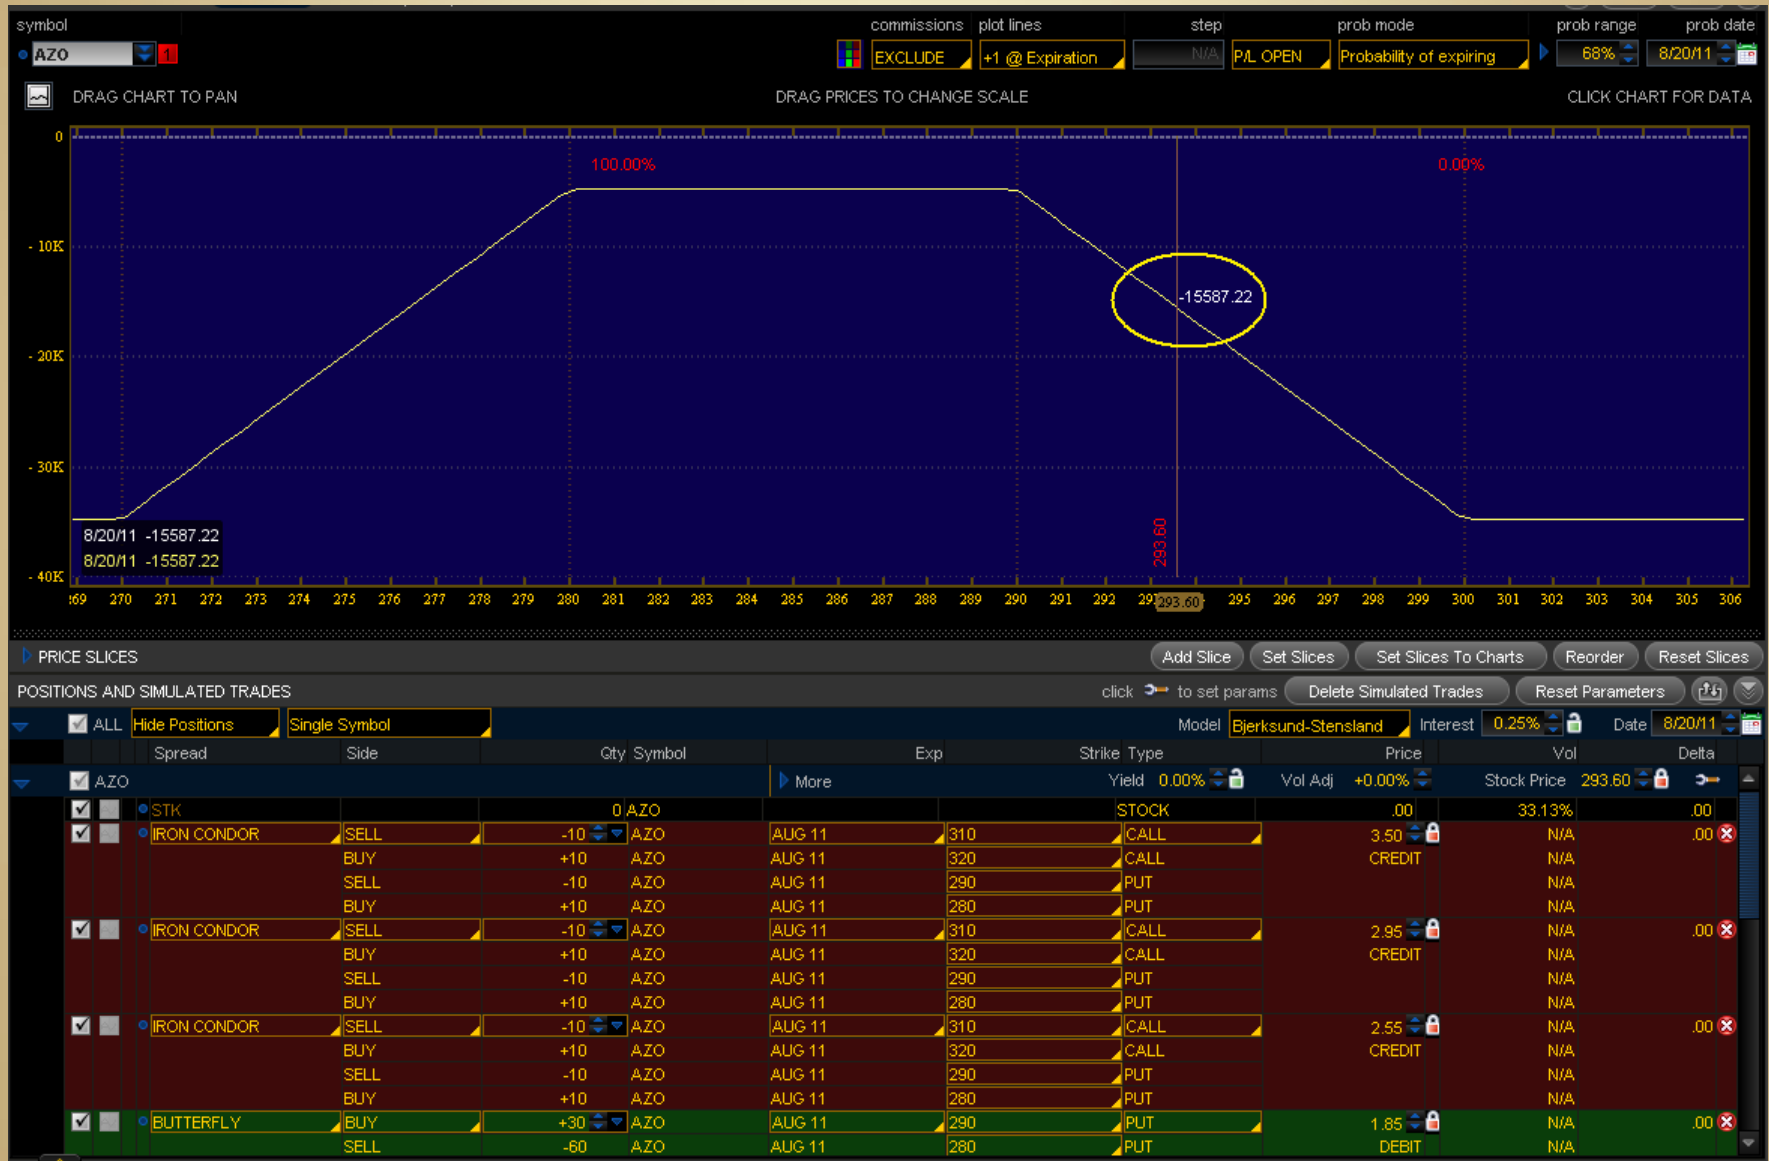 symbol commissions plot lines step prob mode prob range prob date
AZO 1 EXCLUDE +1 @ Expiration N/A P/L OPEN Probability of expiring 68% 8/20/11
DRAG CHART TO PAN DRAG PRICES TO CHANGE SCALE CLICK CHART FOR DATA
0
100.00% 0.00%
- 10K
-15587.22
- 20K
- 30K
8/20/11 -15587.22
8/20/11 -15587.22
293.60
- 40K
269 270 271 272 273 274 275 276 277 278 279 280 281 282 283 284 285 286 287 288 289 290 291 292 293.60 295 296 297 298 299 300 301 302 303 304 305 306
PRICE SLICES Add Slice Set Slices Set Slices To Charts Reorder Reset Slices
POSITIONS AND SIMULATED TRADES click to set params Delete Simulated Trades Reset Parameters
ALL Hide Positions Single Symbol Model Bjerksund-Stensland Interest 0.25% Date 8/20/11
Spread Side Qty Symbol Exp Strike Type Price Vol Delta
AZO More Yield 0.00% Vol Adj +0.00% Stock Price 293.60
STK 0 AZO STOCK .00 33.13% .00
IRON CONDOR SELL -10 AZO AUG 11 310 CALL 3.50 N/A .00
BUY +10 AZO AUG 11 320 CALL CREDIT N/A
SELL -10 AZO AUG 11 290 PUT N/A
BUY +10 AZO AUG 11 280 PUT N/A
IRON CONDOR SELL -10 AZO AUG 11 310 CALL 2.95 N/A .00
BUY +10 AZO AUG 11 320 CALL CREDIT N/A
SELL -10 AZO AUG 11 290 PUT N/A
BUY +10 AZO AUG 11 280 PUT N/A
IRON CONDOR SELL -10 AZO AUG 11 310 CALL 2.55 N/A .00
BUY +10 AZO AUG 11 320 CALL CREDIT N/A
SELL -10 AZO AUG 11 290 PUT N/A
BUY +10 AZO AUG 11 280 PUT N/A
BUTTERFLY BUY +30 AZO AUG 11 290 PUT 1.85 N/A .00
SELL -60 AZO AUG 11 280 PUT DEBIT N/A